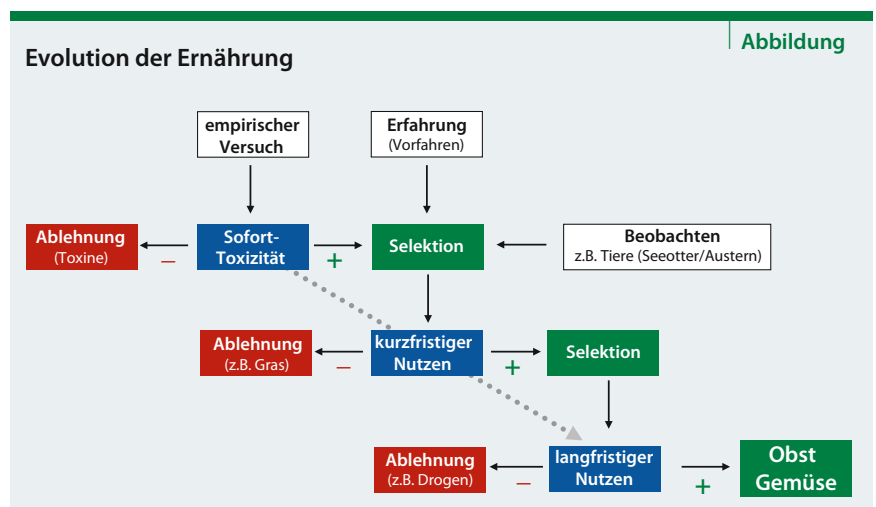 Abbildung
Evolution der Ernährung
empirischer
Versuch
Erfahrung
(Vorfahren)
Ablehnung
(Toxine)
–
Sofort-
Toxizität
+
Selektion
Beobachten
z.B. Tiere (Seeotter/Austern)
Ablehnung
(z.B. Gras)
–
kurzfristiger
Nutzen
+
Selektion
Ablehnung
(z.B. Drogen)
–
langfristiger
Nutzen
+
Obst
Gemüse